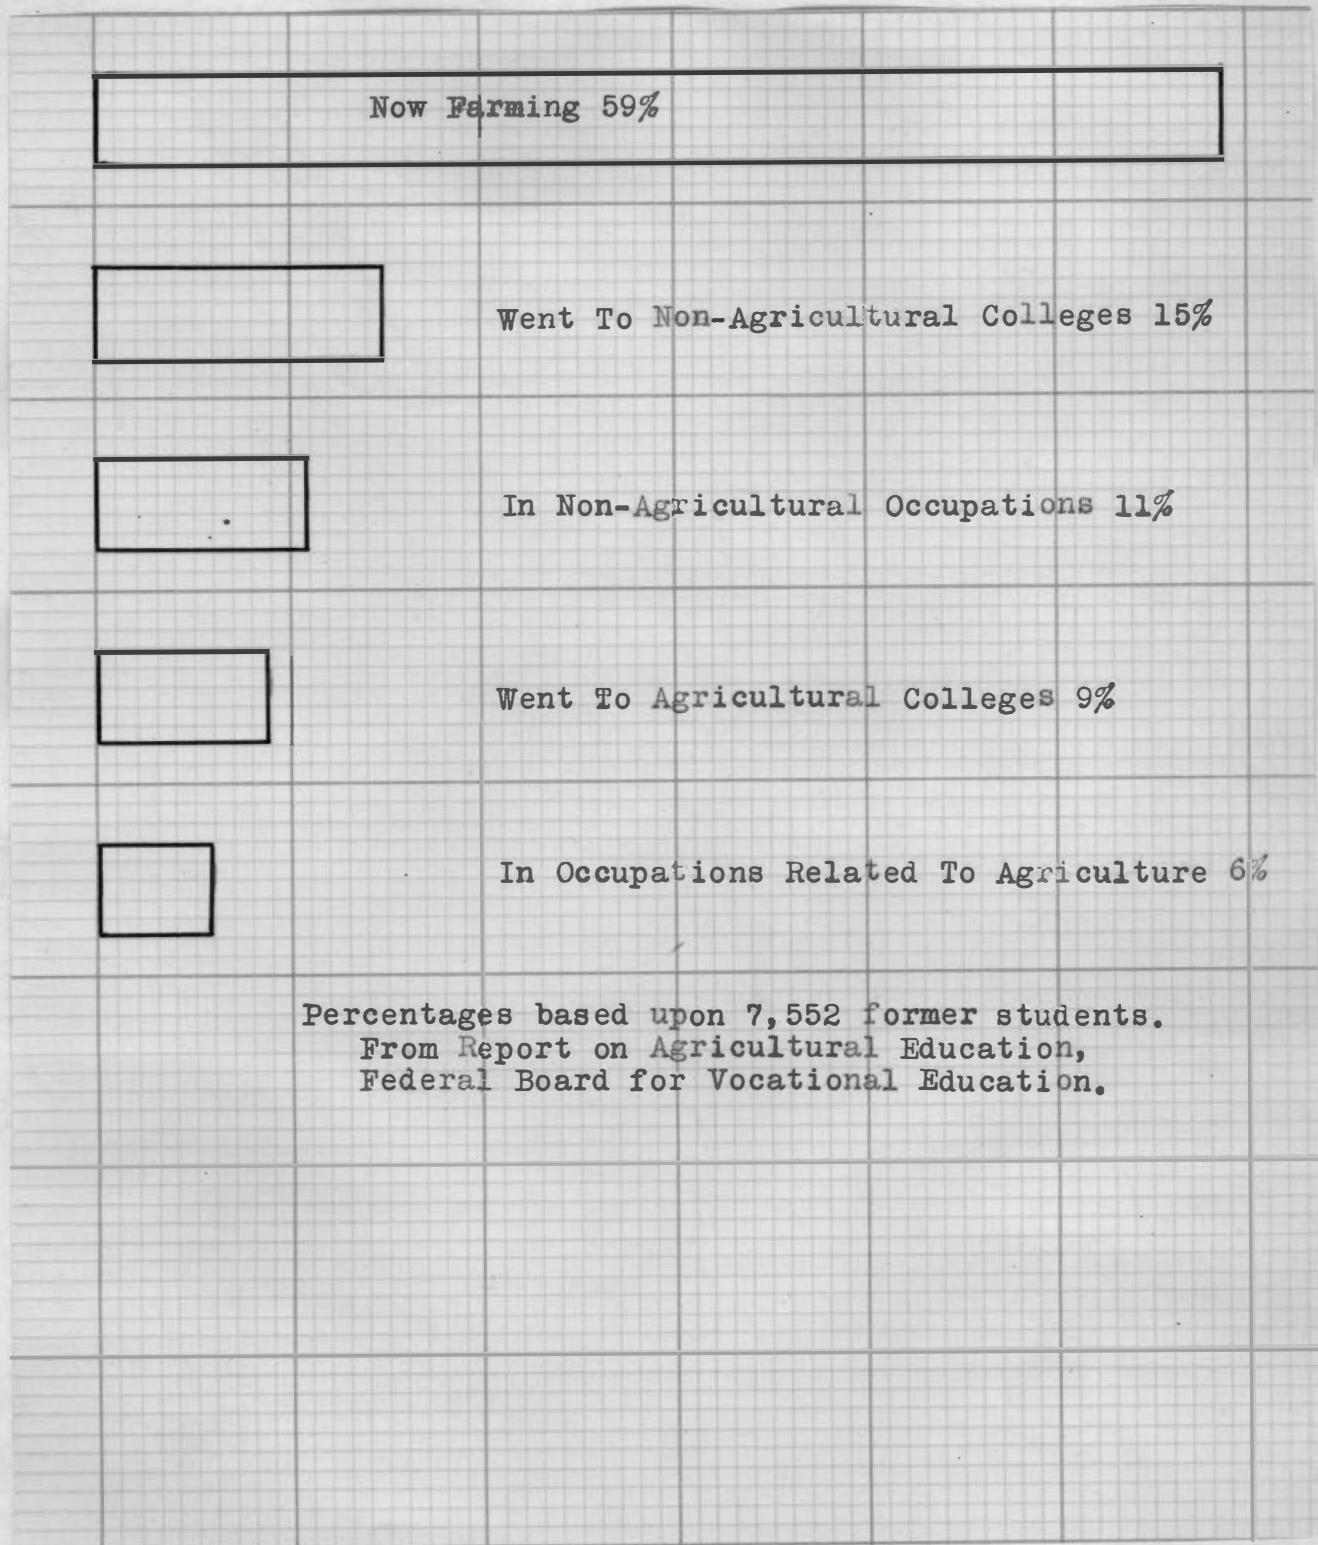 Now Farming 59%
Went To Non-Agricultural Colleges 15%
In Non-Agricultural Occupations 11%
Went To Agricultural Colleges 9%
In Occupations Related To Agriculture 6%
Percentages based upon 7,552 former students.
From Report on Agricultural Education,
Federal Board for Vocational Education.